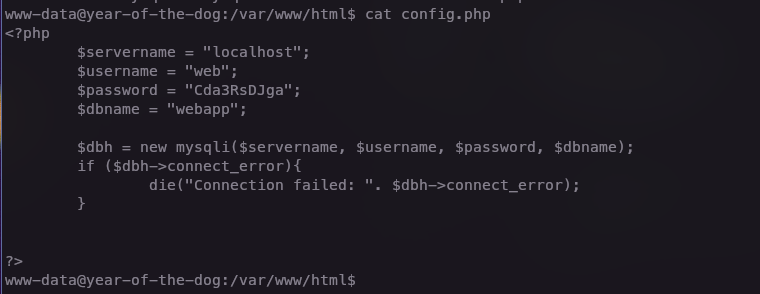 www-data@year-of-the-dog:/var/www/html$ cat config.php
<?php
        $servername = "localhost";
        $username = "web";
        $password = "Cda3RsDJga";
        $dbname = "webapp";

        $dbh = new mysqli($servername, $username, $password, $dbname);
        if ($dbh->connect_error){
                die("Connection failed: ". $dbh->connect_error);
        }

?>
www-data@year-of-the-dog:/var/www/html$